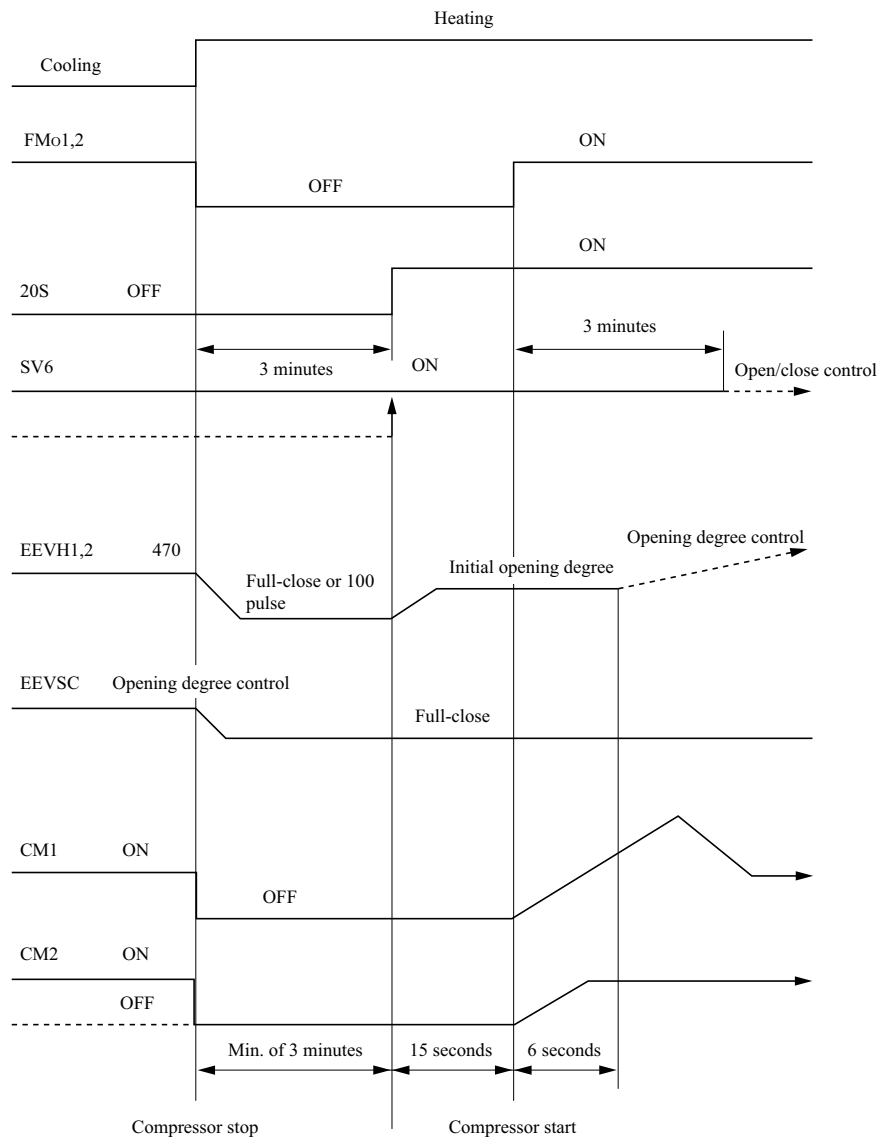 Heating
Cooling
FMo1,2
ON
OFF
ON
20S OFF
3 minutes
SV6
3 minutes
ON
Open/close control
Opening degree control
EEVH1,2 470
Initial opening degree
Full-close or 100
pulse
EEVSC Opening degree control
Full-close
CM1 ON
OFF
CM2 ON
OFF
Min. of 3 minutes 15 seconds 6 seconds
Compressor stop Compressor start